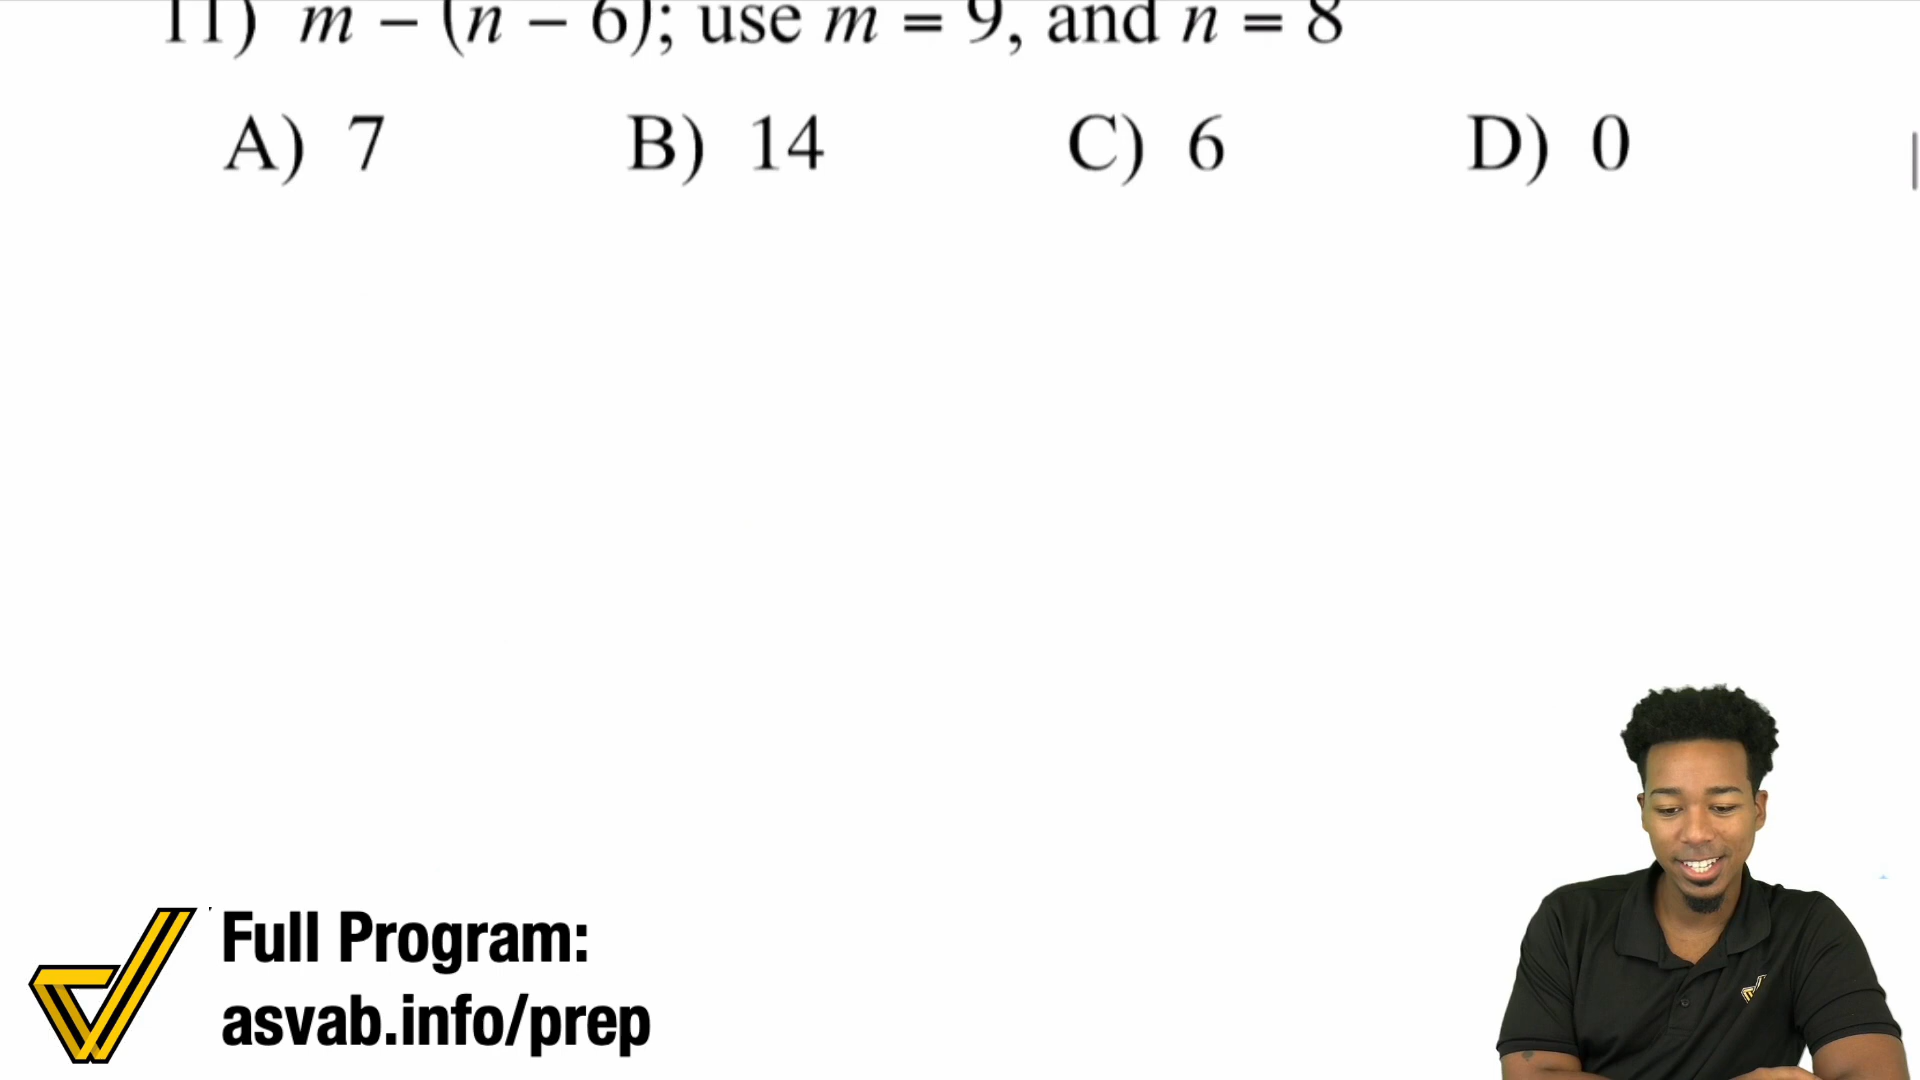 11) m – (n – 6); use m = 9, and n = 8
A) 7 B) 14 C) 6 D) 0
Full Program:
asvab.info/prep